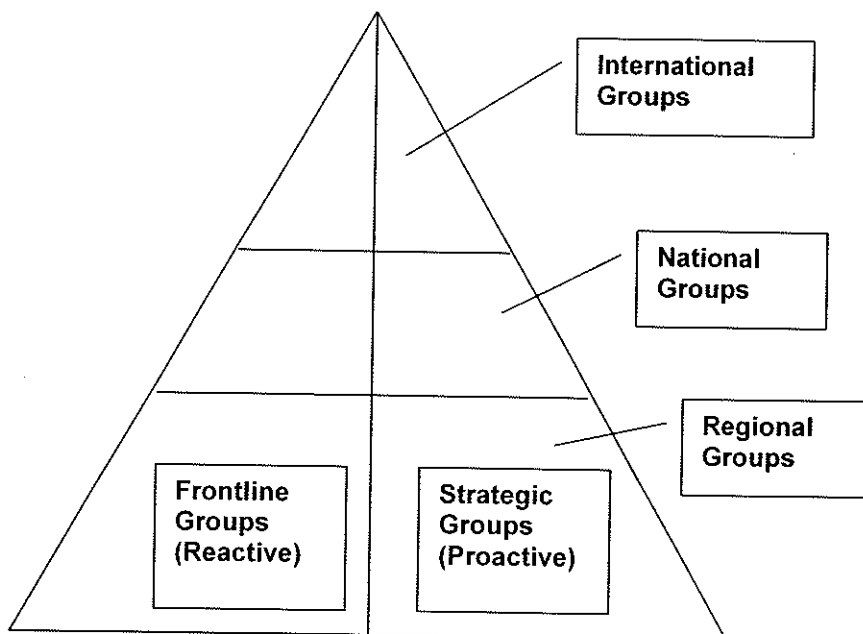 International
Groups
National
Groups
Regional
Groups
Frontline
Groups
(Reactive)
Strategic
Groups
(Proactive)